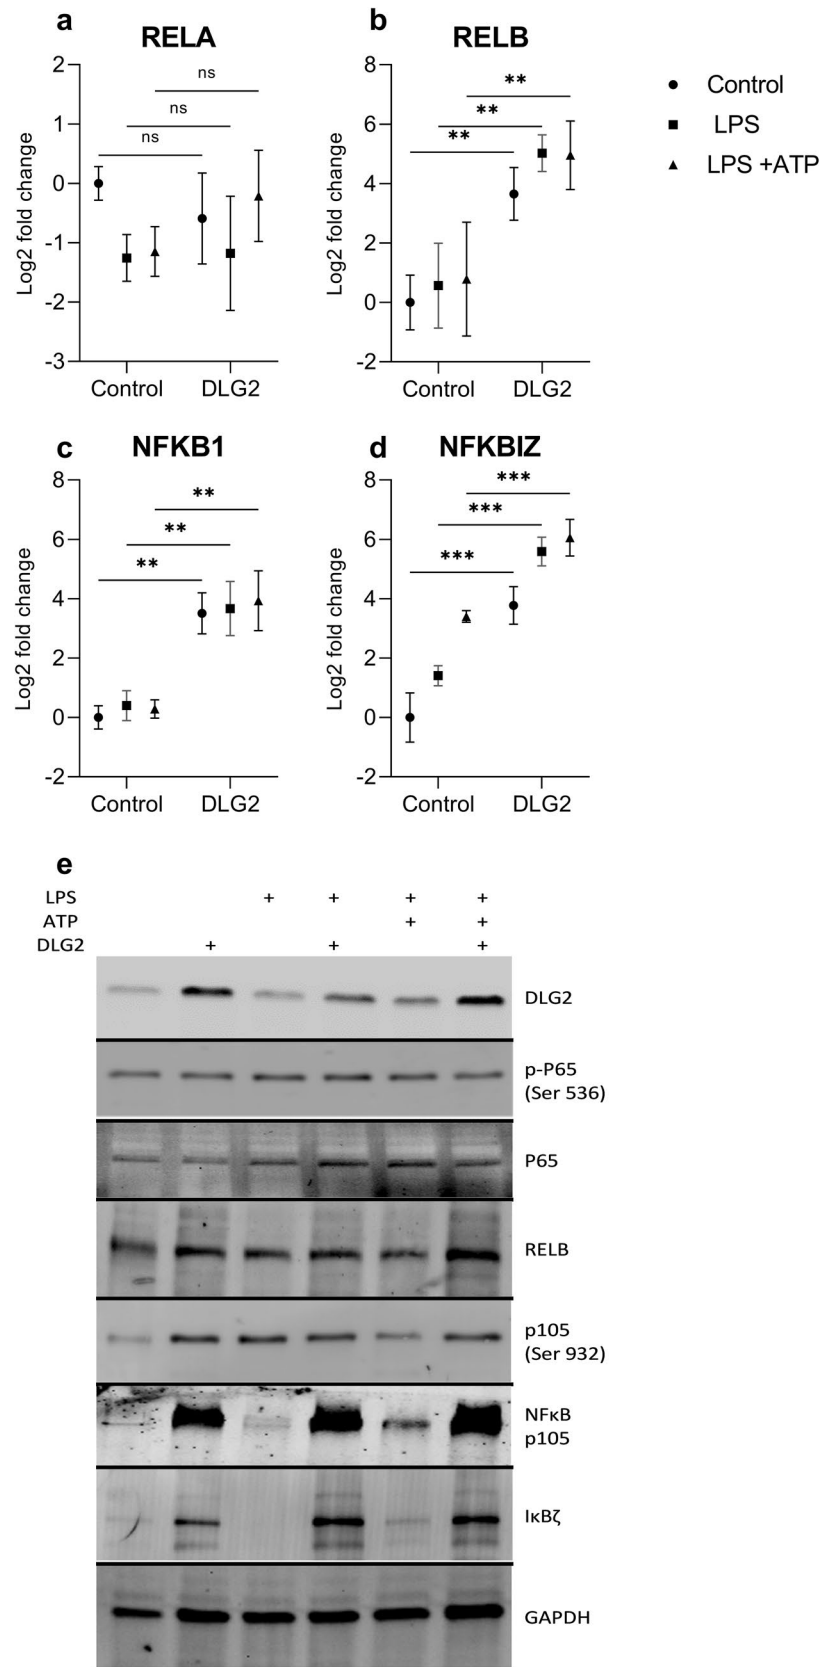 a
RELA
2
1
0
-1
-2
-3
Log2 fold change
ns
ns
ns
Control DLG2
b
RELB
8
6
4
2
0
-2
Log2 fold change
**
**
**
Control DLG2
Control
LPS
LPS +ATP
c
NFKB1
8
6
4
2
0
-2
Log2 fold change
**
**
**
Control DLG2
d
NFKBIZ
8
6
4
2
0
-2
Log2 fold change
***
***
***
Control DLG2
e
LPS + + + +
ATP + +
DLG2 + + +
DLG2
p-P65
(Ser 536)
P65
RELB
p105
(Ser 932)
NFκB
p105
IκBζ
GAPDH